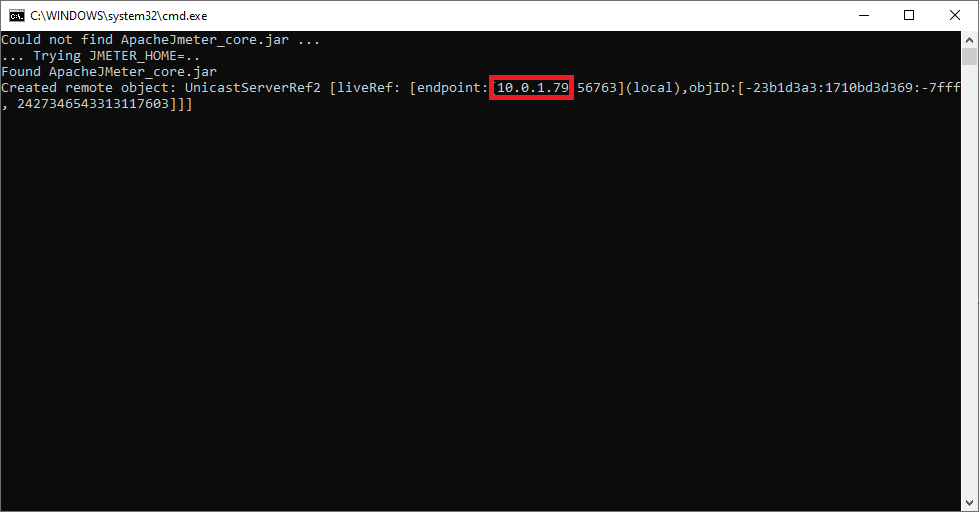 C:\WINDOWS\system32\cmd.exe
Could not find ApacheJmeter_core.jar ...
... Trying JMETER_HOME=..
Found ApacheJMeter_core.jar
Created remote object: UnicastServerRef2 [liveRef: [endpoint:[10.0.1.79 56763](local),objID:[-23b1d3a3:1710bd3d369:-7fff
, 2427346543313117603]]]